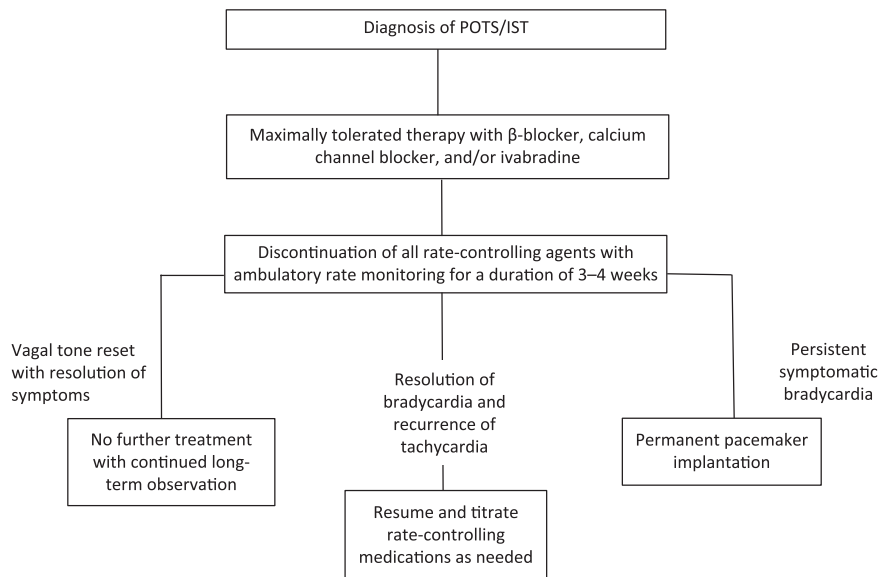 Diagnosis of POTS/IST
Maximally tolerated therapy with β-blocker, calcium
channel blocker, and/or ivabradine
Discontinuation of all rate-controlling agents with
ambulatory rate monitoring for a duration of 3–4 weeks
Vagal tone reset
with resolution of
symptoms
No further treatment
with continued long-
term observation
Resolution of
bradycardia and
recurrence of
tachycardia
Resume and titrate
rate-controlling
medications as needed
Persistent
symptomatic
bradycardia
Permanent pacemaker
implantation